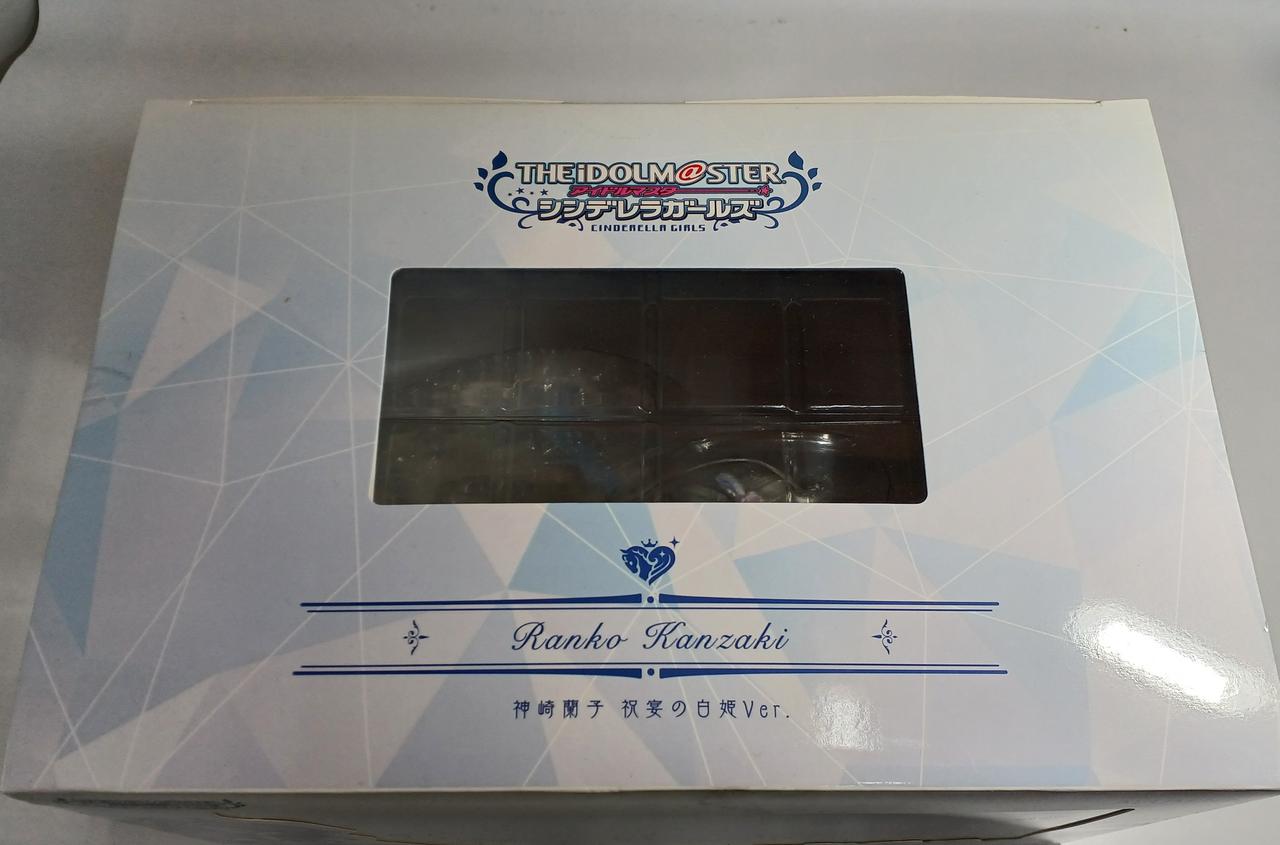 THE iDOLM@STER
アイドルマスター
シンデレラガールズ
CINDERELLA GIRLS
Ranko Kanzaki
神崎蘭子 祝宴の白姫Ver.